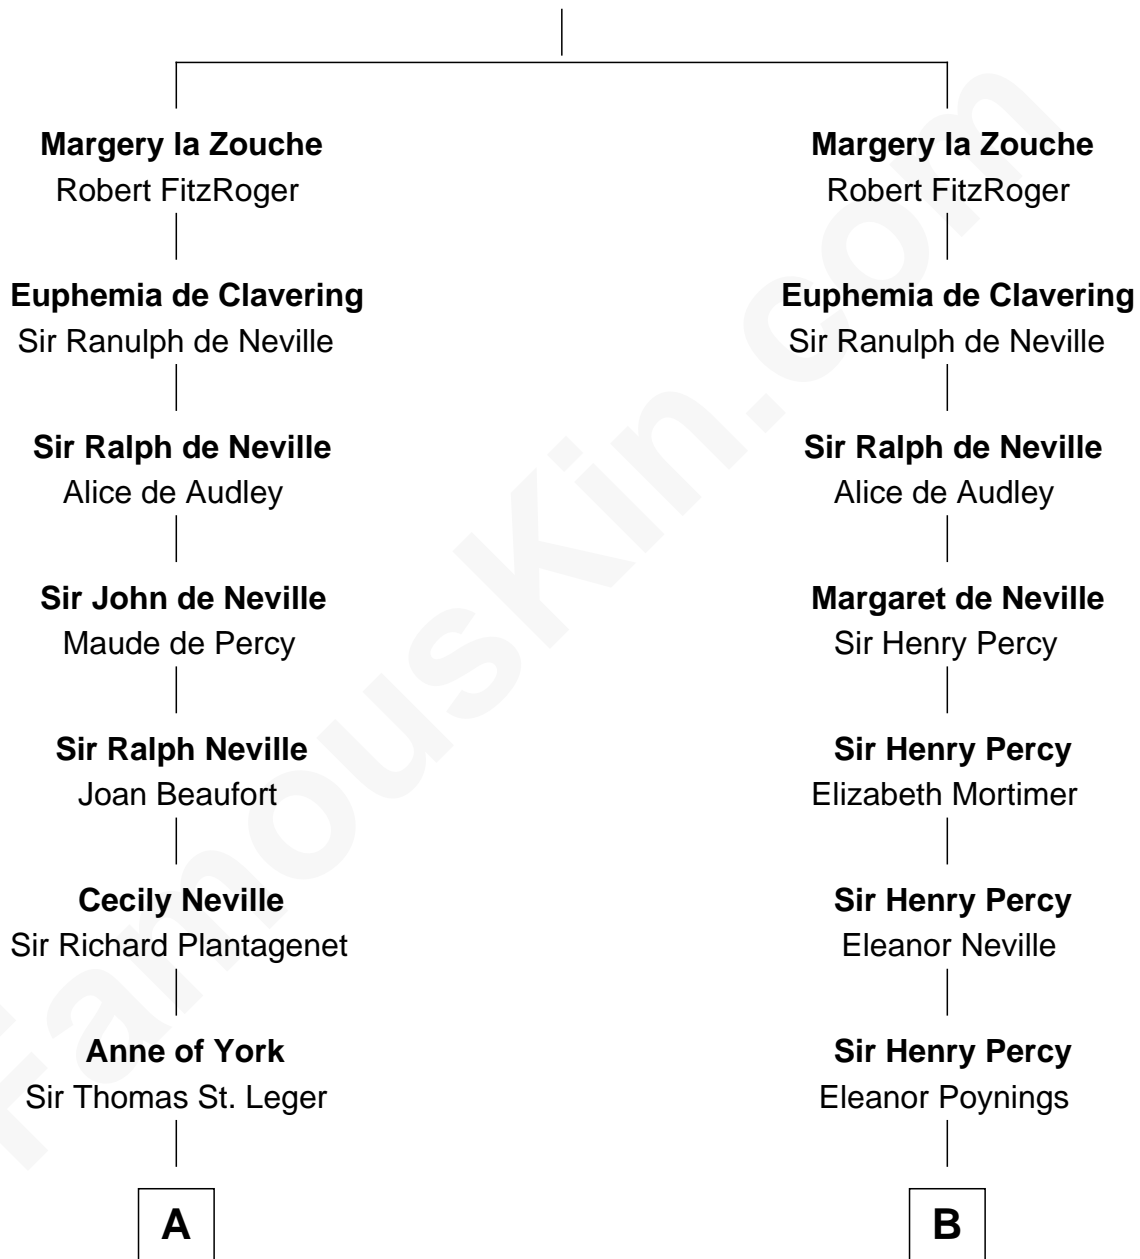 Margery la Zouche
Robert FitzRoger
Euphemia de Clavering
Sir Ranulph de Neville
Sir Ralph de Neville
Alice de Audley
Sir John de Neville
Maude de Percy
Sir Ralph Neville
Joan Beaufort
Cecily Neville
Sir Richard Plantagenet
Anne of York
Sir Thomas St. Leger
A
Margery la Zouche
Robert FitzRoger
Euphemia de Clavering
Sir Ranulph de Neville
Sir Ralph de Neville
Alice de Audley
Margaret de Neville
Sir Henry Percy
Sir Henry Percy
Elizabeth Mortimer
Sir Henry Percy
Eleanor Neville
Sir Henry Percy
Eleanor Poynings
B
FamousKin.com